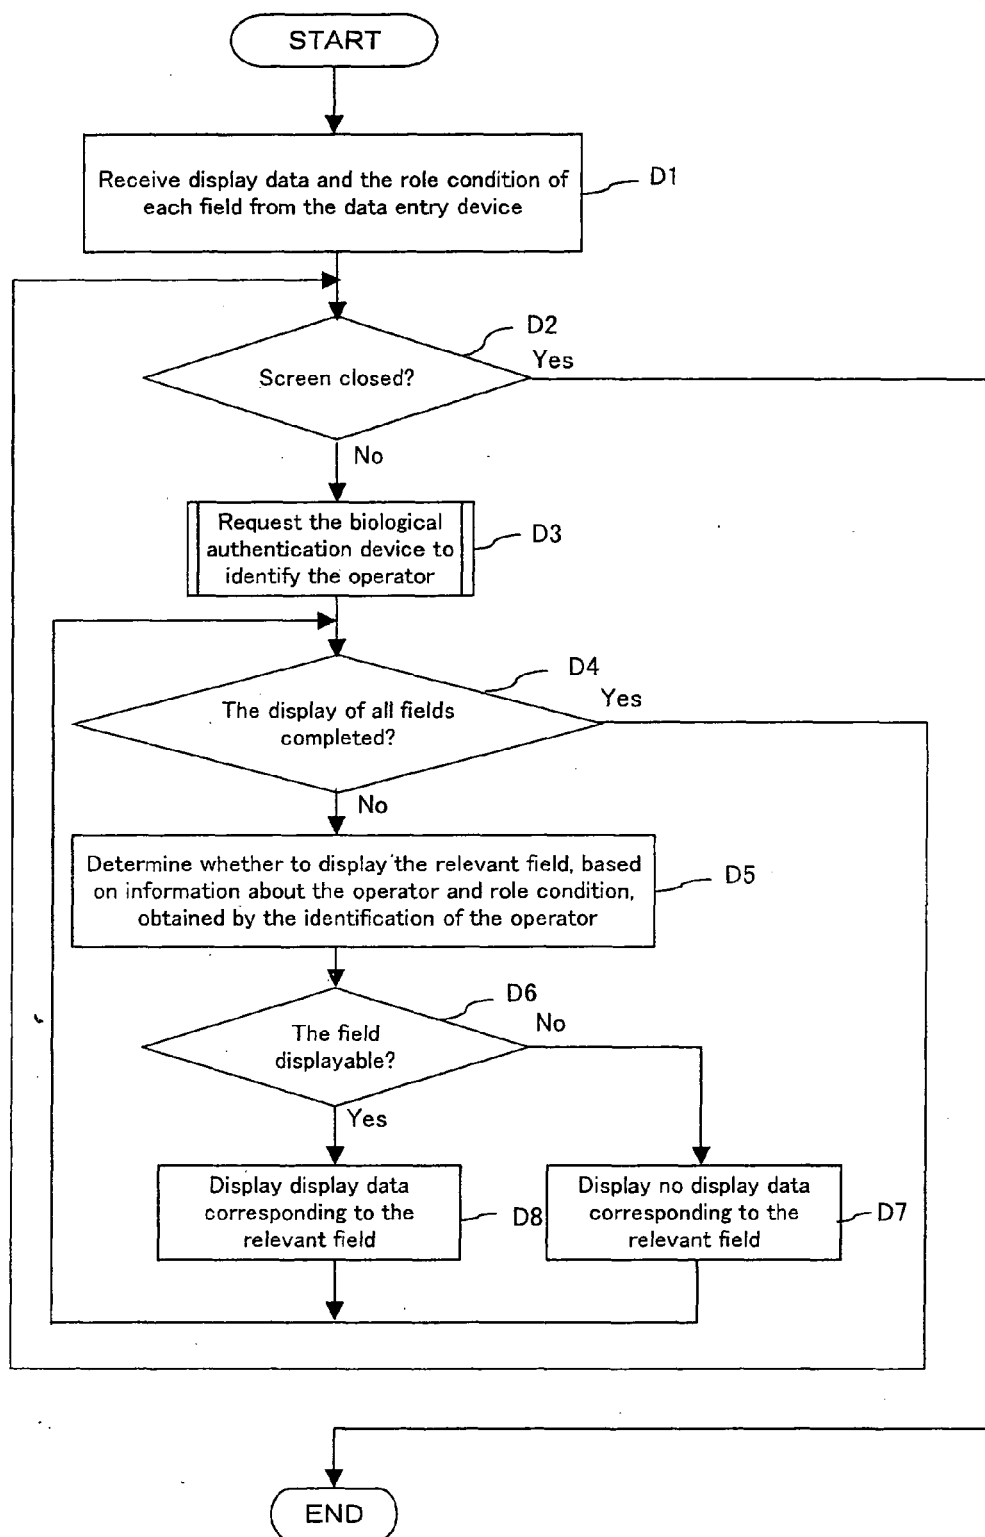 START
Receive display data and the role condition of
each field from the data entry device
D1
D2
Yes
Screen closed?
No
Request the biological
authentication device to
identify the operator
D3
D4
Yes
The display of all fields
completed?
No
Determine whether to display the relevant field, based
on information about the operator and role condition,
obtained by the identification of the operator
D5
D6
No
The field
displayable?
Yes
Display display data
corresponding to the
relevant field
D8
Display no display data
corresponding to the
relevant field
D7
END